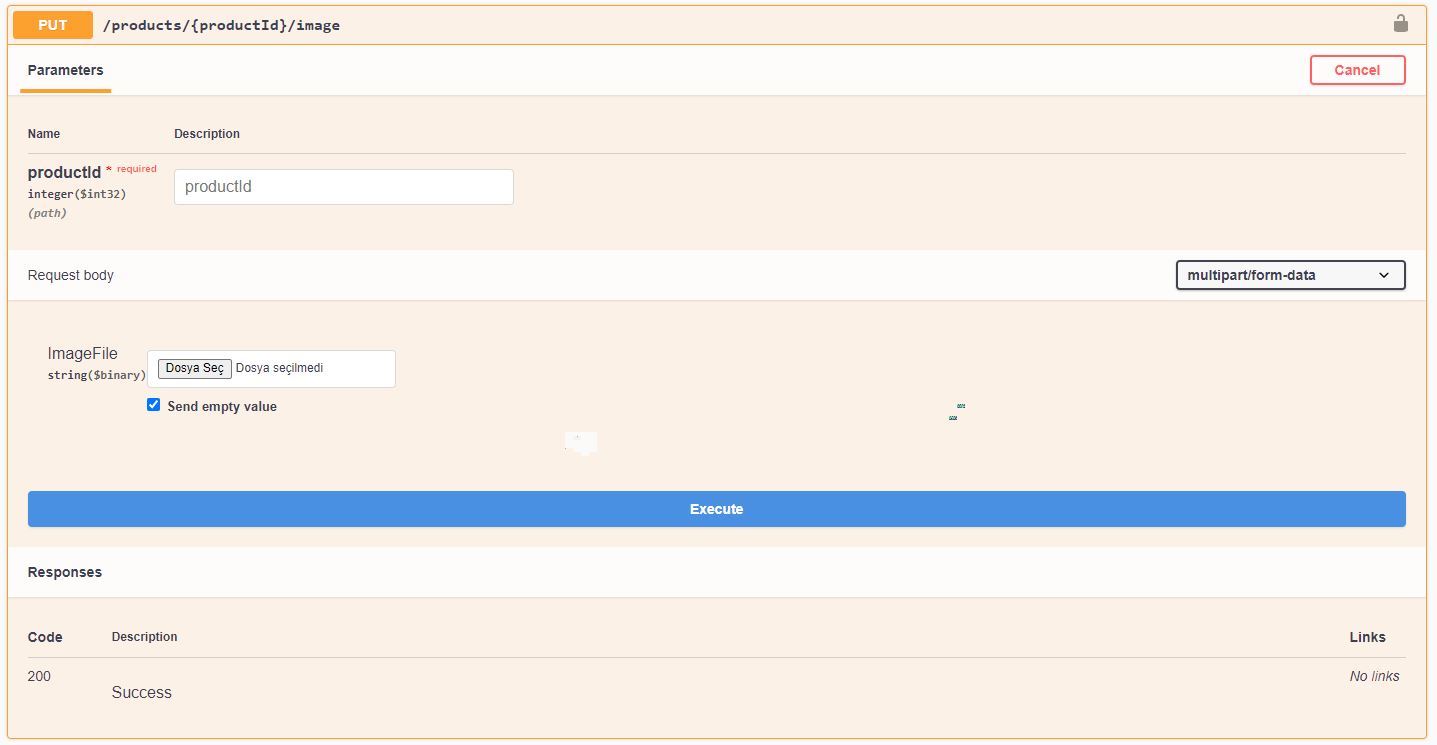 PUT /products/{productId}/image
Parameters
Cancel
Name Description
productId * required
integer($int32)
(path)
productId
Request body
multipart/form-data
ImageFile
string($binary)
Dosya Seç Dosya seçilmedi
Send empty value
Execute
Responses
Code Description Links
200
Success
No links